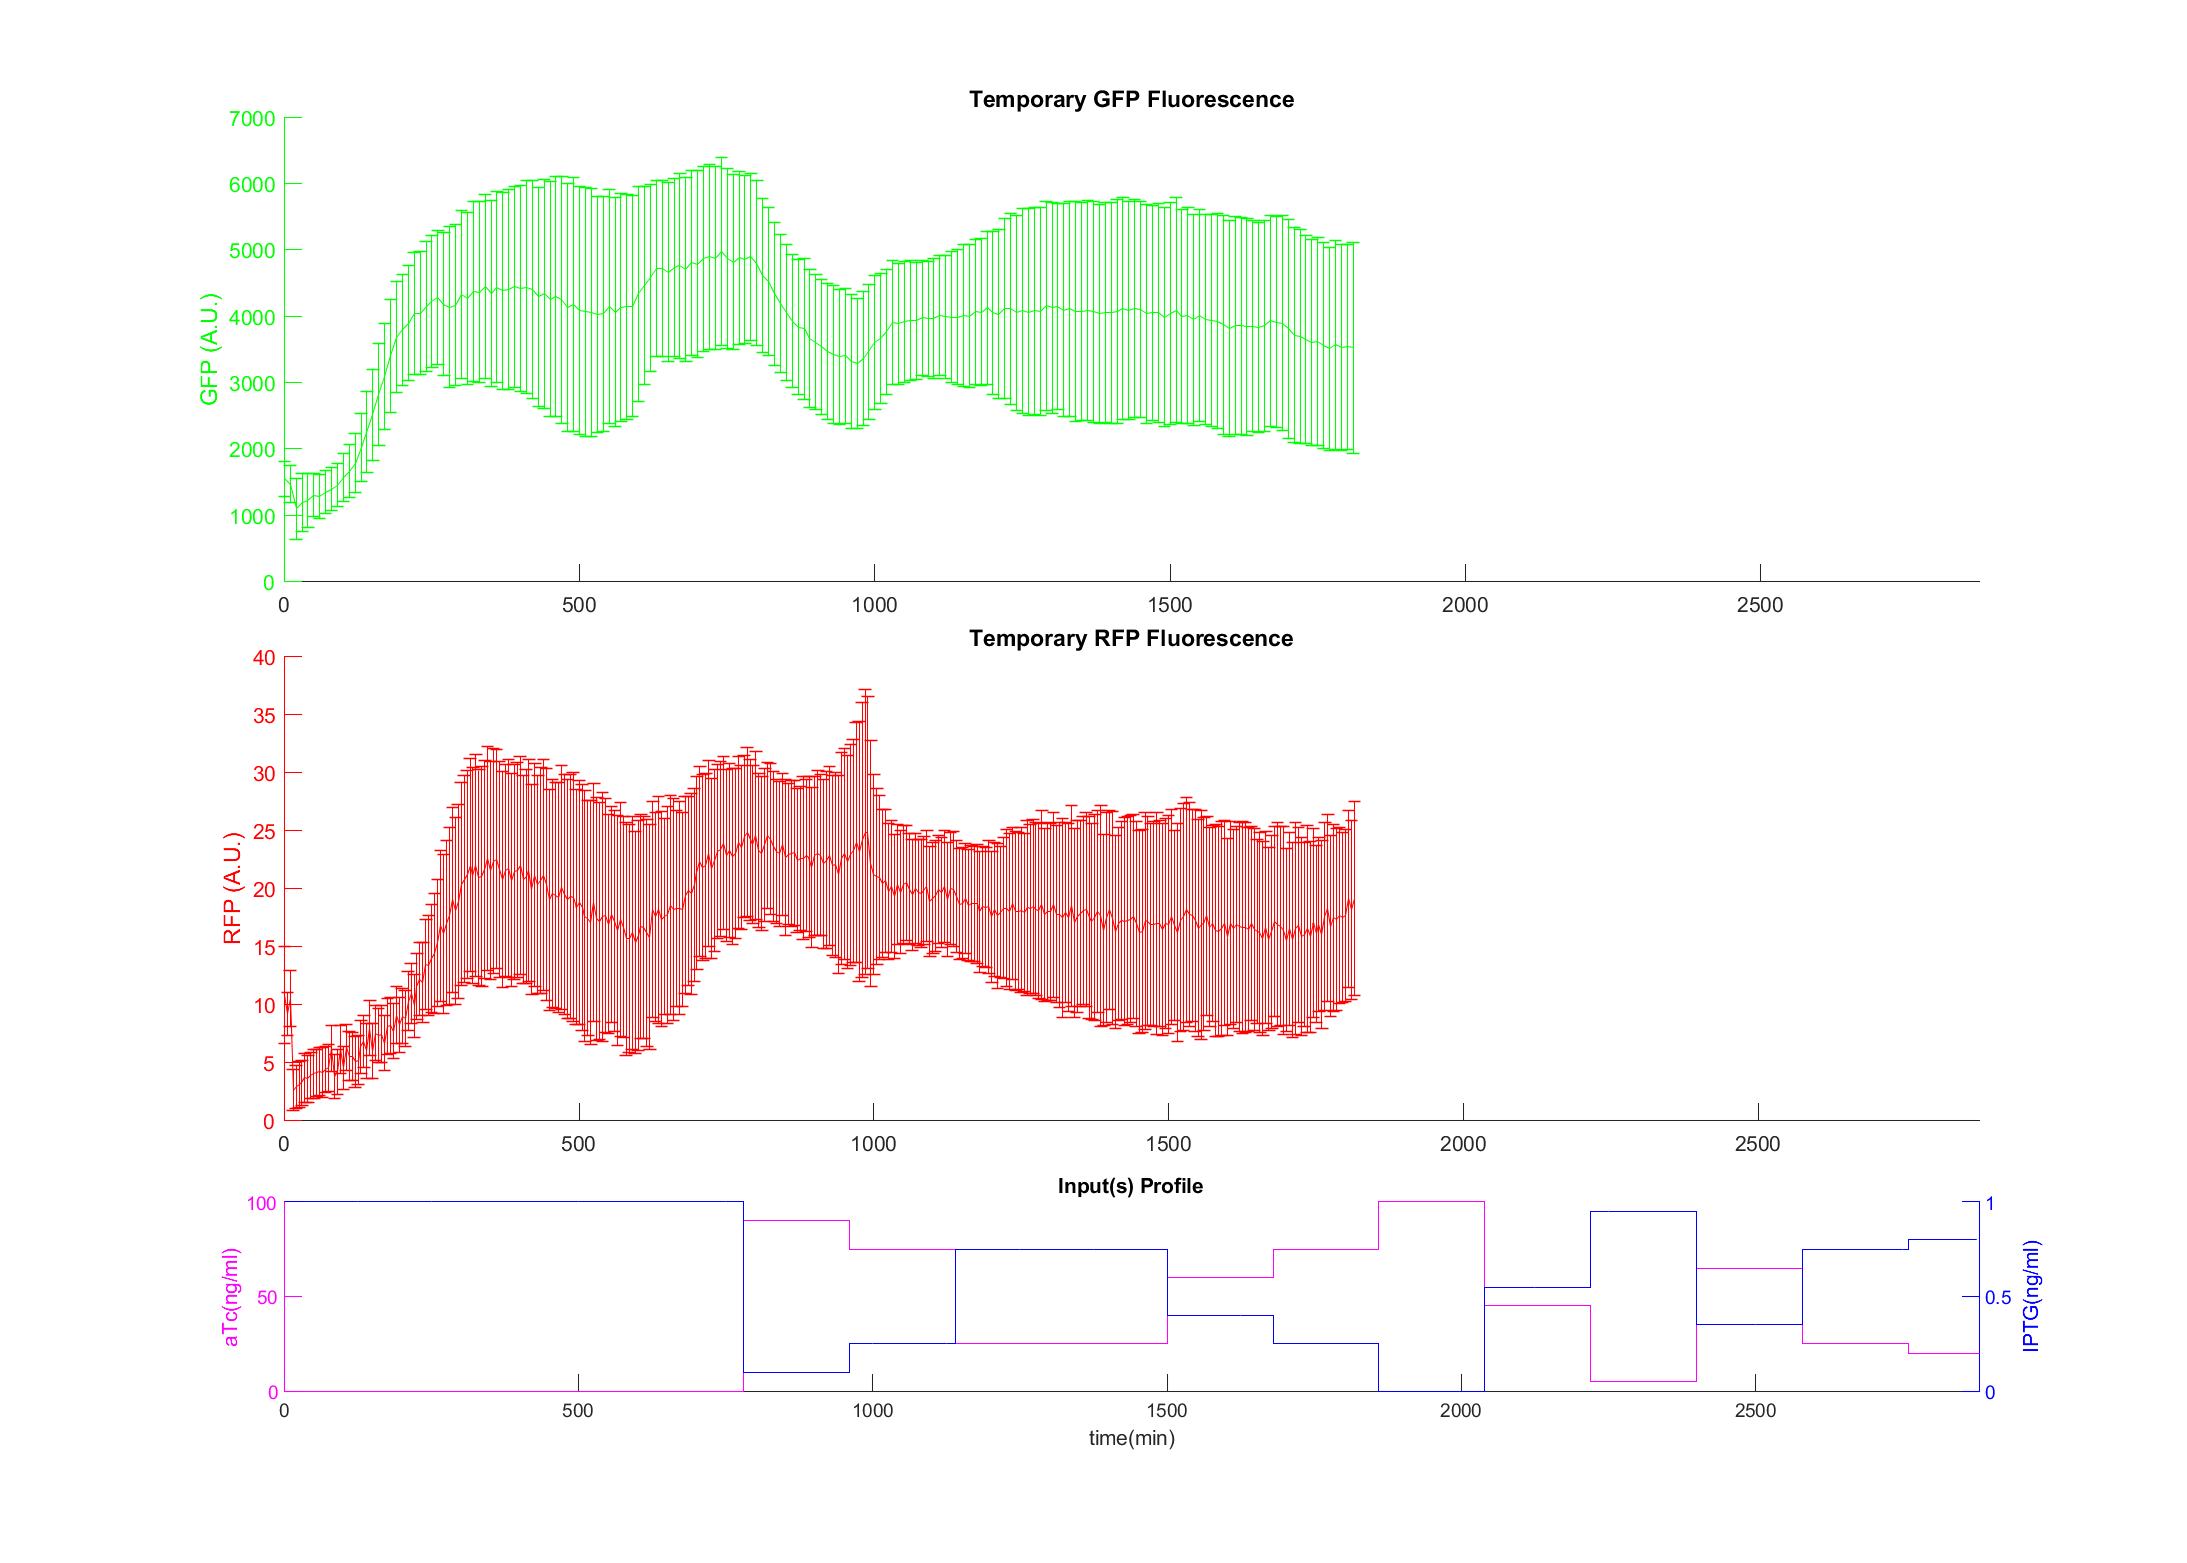 Temporary GFP Fluorescence
7000
6000
5000
4000
3000
2000
1000
0
GFP (A.U.)
0 500 1000 1500 2000 2500
Temporary RFP Fluorescence
40
35
30
25
20
15
10
5
0
RFP (A.U.)
0 500 1000 1500 2000 2500
Input(s) Profile
100
50
0
aTc(ng/ml)
1
0.5
0
IPTG(ng/ml)
0 500 1000 1500 2000 2500
time(min)